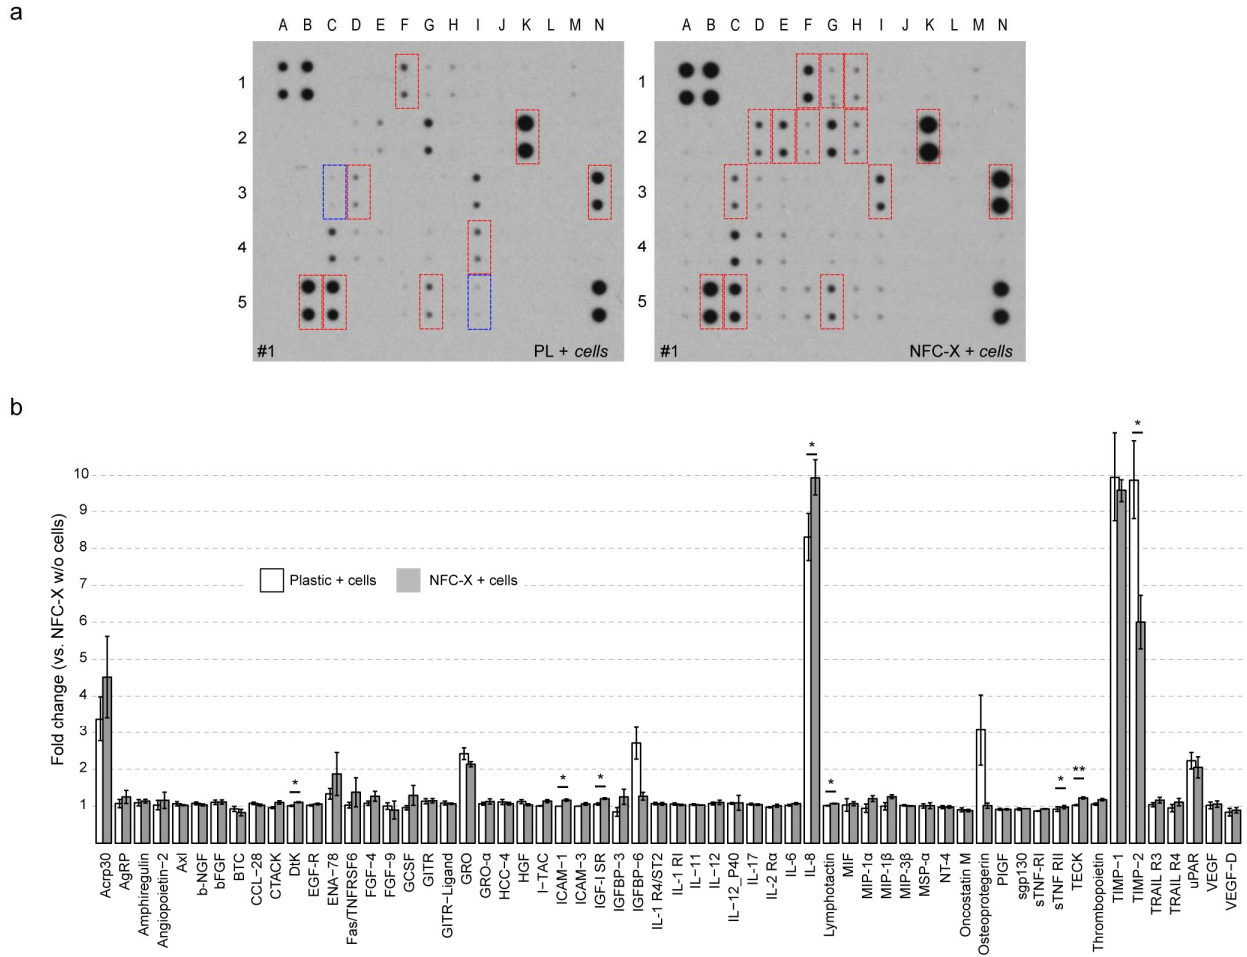 a
A B C D E F G H I J K L M N
A B C D E F G H I J K L M N
1
2
3
4
5
1
2
3
4
5
#1
PL + cells
#1
NFC-X + cells
b
Fold change (vs. NFC-X w/o cells)
10
9
8
7
6
5
4
3
2
1
Plastic + cells
NFC-X + cells
*
*
*
*
*
*
**
*
Acrp30
AgRP
Amphiregulin
Angiopoietin−2
Axl
b-NGF
bFGF
BTC
CCL-28
CTACK
DtK
EGF-R
ENA-78
Fas/TNFRSF6
FGF-4
FGF-9
GCSF
GITR
GITR−Ligand
GRO
GRO-α
HCC-4
HGF
I−TAC
ICAM−1
ICAM−3
IGF-I SR
IGFBP−3
IGFBP−6
IL-1 R4/ST2
IL-1 RI
IL−11
IL−12
IL−12_P40
IL−17
IL-2 Rα
IL−6
IL−8
Lymphotactin
MIF
MIP-1α
MIP-1β
MIP-3β
MSP-α
NT-4
Oncostatin M
Osteoprotegerin
PIGF
sgp130
sTNF-RI
sTNF RII
TECK
Thrombopoietin
TIMP−1
TIMP−2
TRAIL R3
TRAIL R4
uPAR
VEGF
VEGF-D